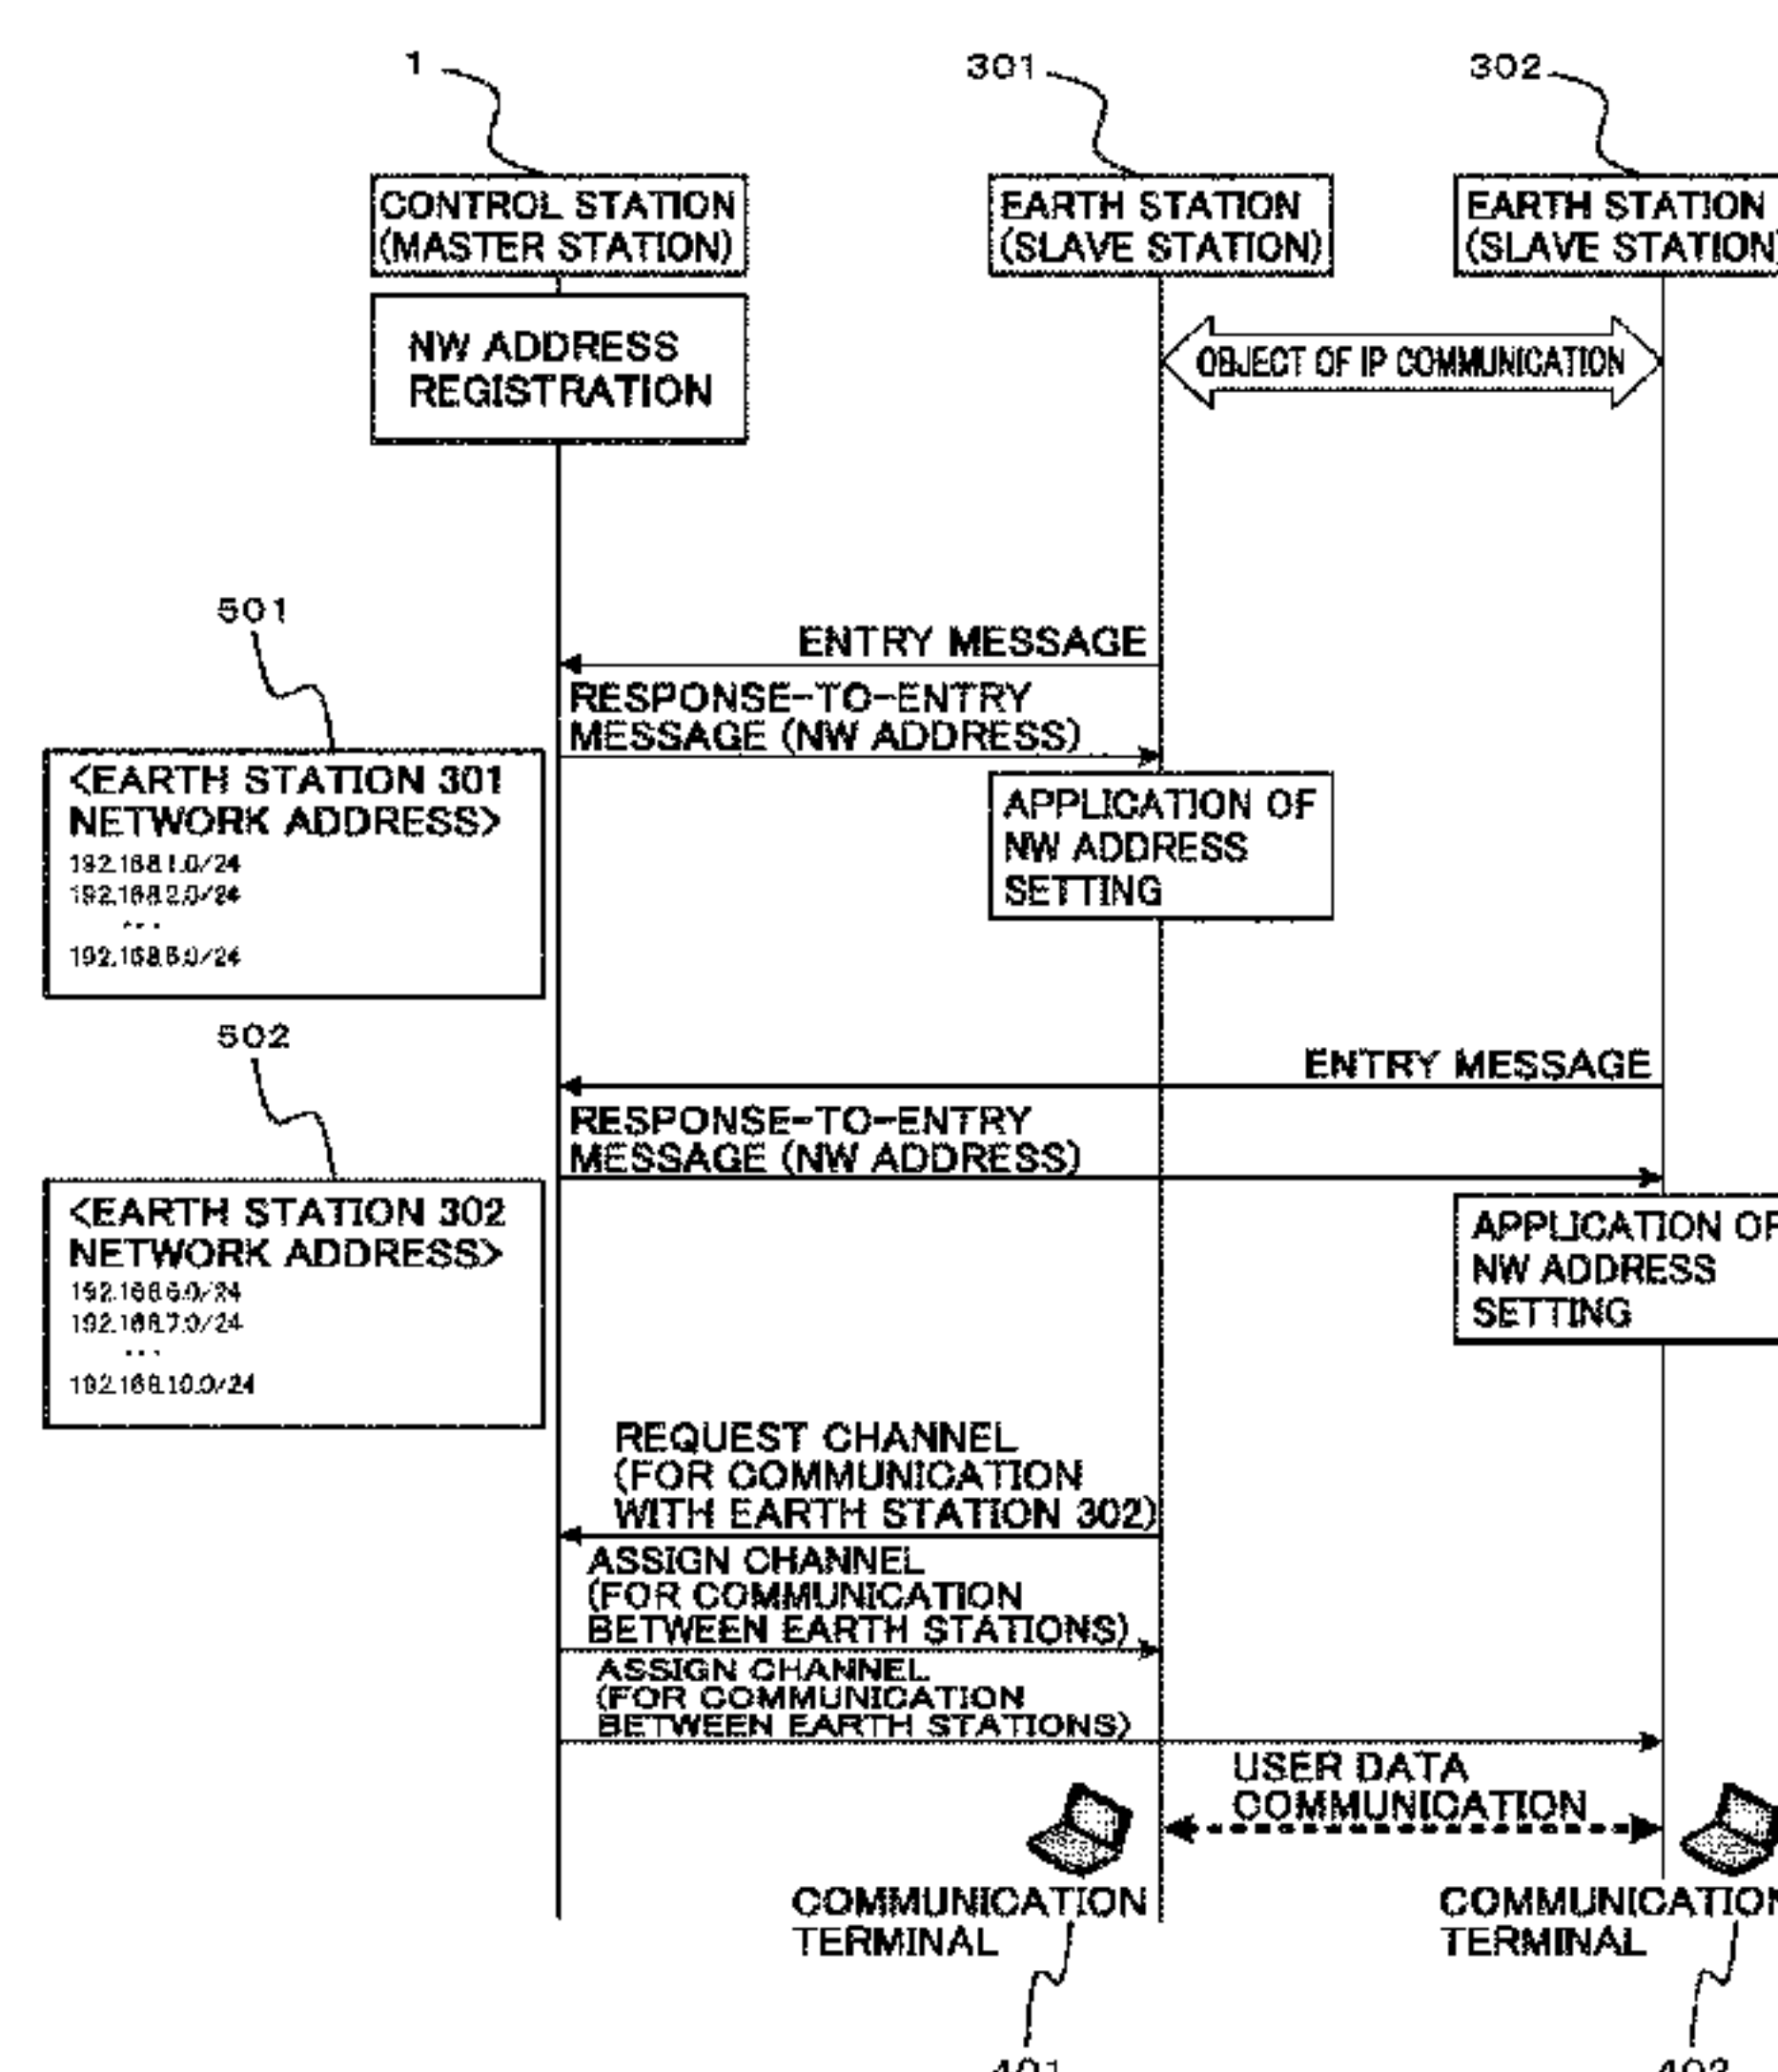 1
301
302
CONTROL STATION
(MASTER STATION)
EARTH STATION
(SLAVE STATION)
EARTH STATION
(SLAVE STATION)
NW ADDRESS
REGISTRATION
OBJECT OF IP COMMUNICATION
501
ENTRY MESSAGE
RESPONSE-TO-ENTRY
MESSAGE (NW ADDRESS)
<EARTH STATION 301
NETWORK ADDRESS>
192.168.1.0/24
192.168.2.0/24
...
APPLICATION OF
NW ADDRESS
SETTING
502
ENTRY MESSAGE
RESPONSE-TO-ENTRY
MESSAGE (NW ADDRESS)
<EARTH STATION 302
NETWORK ADDRESS>
192.168.6.0/24
192.168.7.0/24
...
192.168.10.0/24
APPLICATION OF
NW ADDRESS
SETTING
REQUEST CHANNEL
(FOR COMMUNICATION
WITH EARTH STATION 302)
ASSIGN CHANNEL
(FOR COMMUNICATION
BETWEEN EARTH STATIONS)
ASSIGN CHANNEL
(FOR COMMUNICATION
BETWEEN EARTH STATIONS)
USER DATA
COMMUNICATION
COMMUNICATION
TERMINAL
COMMUNICATION
TERMINAL
401